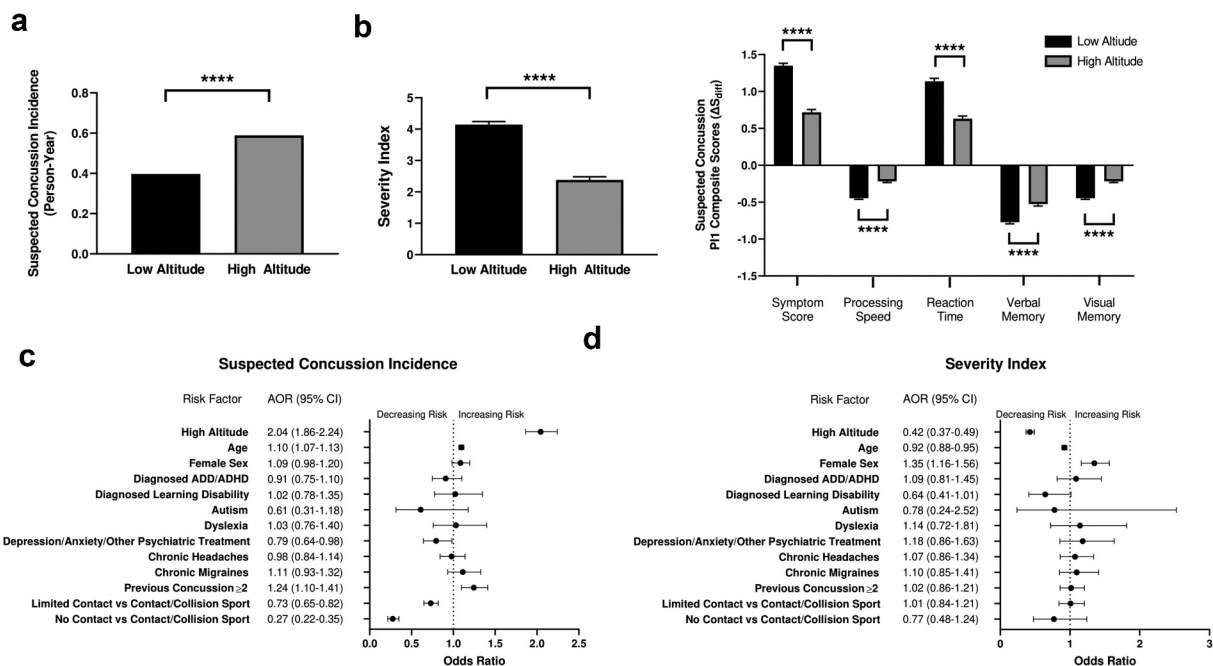 a
Suspected Concussion Incidence
(Person-Year)
0.8
0.6
0.4
0.2
0.0
****
Low Altitude
High Altitude
b
Severity Index
5
4
3
2
1
0
****
Low Altitude
High Altitude
Suspected Concussion
PI1 Composite Scores (ΔSdiff)
1.5
1.0
0.5
0.0
-0.5
-1.0
-1.5
****
****
****
****
****
Low Altiude
High Altitude
Symptom
Score
Processing
Speed
Reaction
Time
Verbal
Memory
Visual
Memory
c
Suspected Concussion Incidence
Risk Factor AOR (95% CI)
Decreasing Risk Increasing Risk
High Altitude 2.04 (1.86-2.24)
Age 1.10 (1.07-1.13)
Female Sex 1.09 (0.98-1.20)
Diagnosed ADD/ADHD 0.91 (0.75-1.10)
Diagnosed Learning Disability 1.02 (0.78-1.35)
Autism 0.61 (0.31-1.18)
Dyslexia 1.03 (0.76-1.40)
Depression/Anxiety/Other Psychiatric Treatment 0.79 (0.64-0.98)
Chronic Headaches 0.98 (0.84-1.14)
Chronic Migraines 1.11 (0.93-1.32)
Previous Concussion ≥2 1.24 (1.10-1.41)
Limited Contact vs Contact/Collision Sport 0.73 (0.65-0.82)
No Contact vs Contact/Collision Sport 0.27 (0.22-0.35)
0.0 0.5 1.0 1.5 2.0 2.5
Odds Ratio
d
Severity Index
Risk Factor AOR (95% CI)
Decreasing Risk Increasing Risk
High Altitude 0.42 (0.37-0.49)
Age 0.92 (0.88-0.95)
Female Sex 1.35 (1.16-1.56)
Diagnosed ADD/ADHD 1.09 (0.81-1.45)
Diagnosed Learning Disability 0.64 (0.41-1.01)
Autism 0.78 (0.24-2.52)
Dyslexia 1.14 (0.72-1.81)
Depression/Anxiety/Other Psychiatric Treatment 1.18 (0.86-1.63)
Chronic Headaches 1.07 (0.86-1.34)
Chronic Migraines 1.10 (0.85-1.41)
Previous Concussion ≥2 1.02 (0.86-1.21)
Limited Contact vs Contact/Collision Sport 1.01 (0.84-1.21)
No Contact vs Contact/Collision Sport 0.77 (0.48-1.24)
0 1 2 3
Odds Ratio